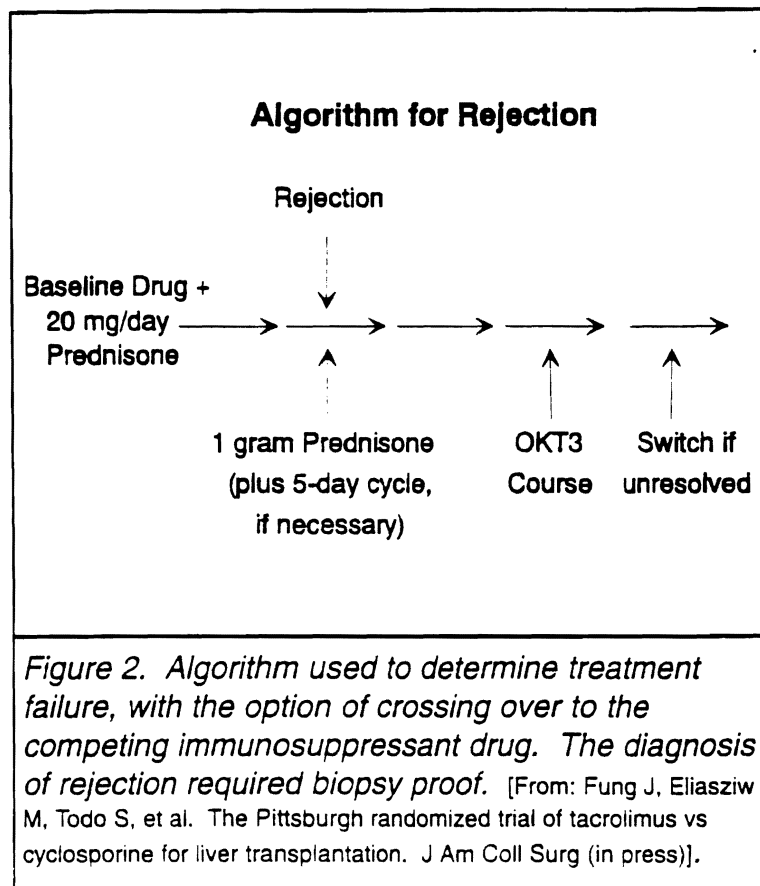 Algorithm for Rejection
Rejection
Baseline Drug +
20 mg/day
Prednisone
1 gram Prednisone
(plus 5-day cycle,
if necessary)
OKT3
Course
Switch if
unresolved
Figure 2. Algorithm used to determine treatment
failure, with the option of crossing over to the
competing immunosuppressant drug. The diagnosis
of rejection required biopsy proof. [From: Fung J, Eliasziw
M, Todo S, et al. The Pittsburgh randomized trial of tacrolimus vs
cyclosporine for liver transplantation. J Am Coll Surg (in press)].